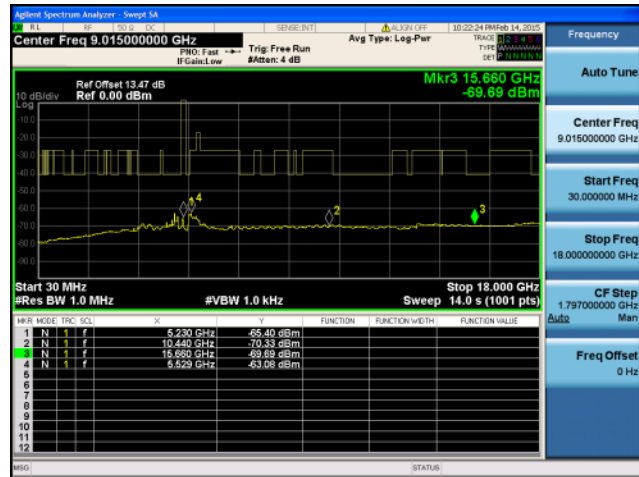 Agilent Spectrum Analyzer - Swept SA
RL RF 50 Ω DC SENSE:INT ALIGN OFF 10:22:24 PM Feb 14, 2015
Center Freq 9.015000000 GHz
PNO: Fast
IFGain:Low
Trig: Free Run
#Atten: 4 dB
Avg Type: Log-Pwr
TRACE 1 2 3 4 5 6
TYPE
DET P N N N N N
Frequency
Auto Tune
Center Freq
9.015000000 GHz
Start Freq
30.000000 MHz
Stop Freq
18.000000000 GHz
CF Step
1.797000000 GHz
Auto Man
Freq Offset
0 Hz
Mkr3 15.660 GHz
-69.69 dBm
Ref Offset 13.47 dB
10 dB/div Ref 0.00 dBm
Log
-10.0
-20.0
-30.0
-40.0
-50.0
-60.0
-70.0
-80.0
-90.0
4
2
3
Start 30 MHz Stop 18.000 GHz
#Res BW 1.0 MHz #VBW 1.0 kHz Sweep 14.0 s (1001 pts)
MKR MODE TRC SCL X Y FUNCTION FUNCTION WIDTH FUNCTION VALUE
1 N 1 f 5.230 GHz -65.40 dBm
2 N 1 f 10.440 GHz -70.33 dBm
3 N 1 f 15.660 GHz -69.69 dBm
4 N 1 f 5.529 GHz -63.08 dBm
5
6
7
8
9
10
11
12
MSG STATUS